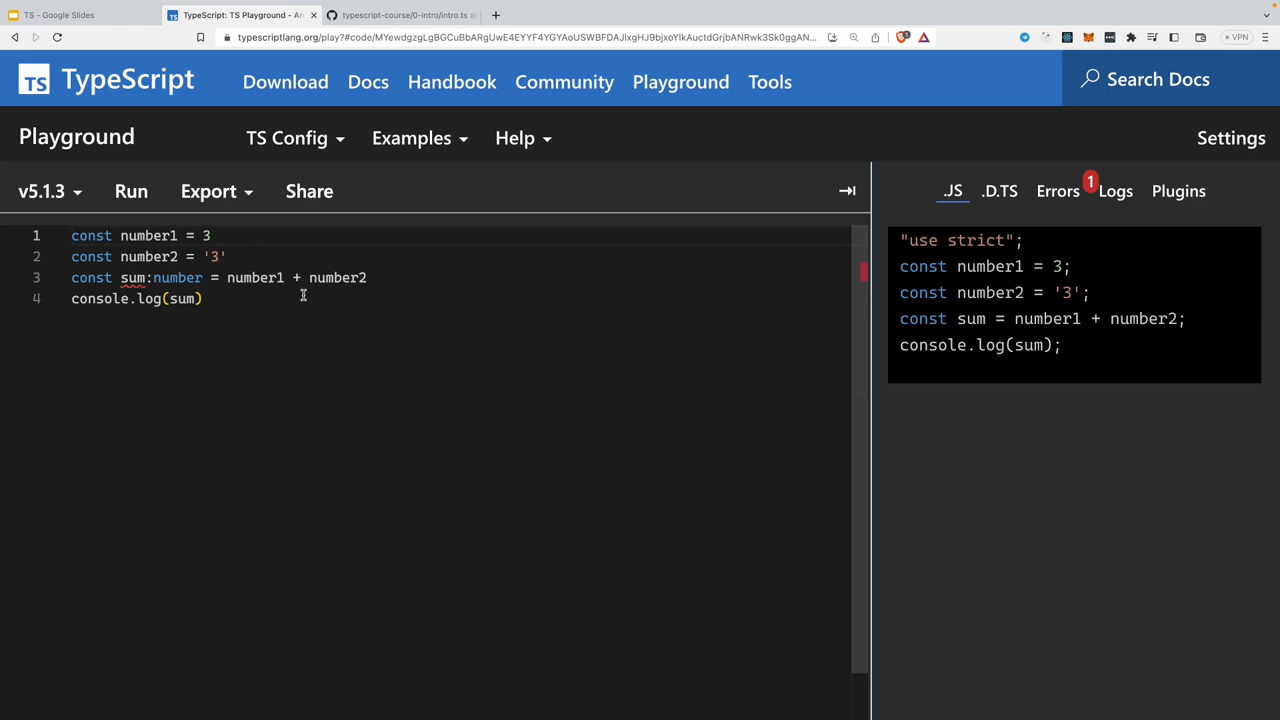 TS - Google Slides
TypeScript: TS Playground - An
typescript-course/0-intro/intro.ts at
typescriptlang.org/play?#code/MYewdgzgLgBGCuBbARgUwE4EYYF4YGYAoUSWBFDAJlxgHJ9bjxoYIkAuctdGrjbANRwk3Sk0ggAN...
VPN
TS TypeScript
Download Docs Handbook Community Playground Tools
Search Docs
Playground
TS Config Examples Help
Settings
v5.1.3 Run Export Share
.JS .D.TS Errors 1 Logs Plugins
1 const number1 = 3
2 const number2 = '3'
3 const sum:number = number1 + number2
4 console.log(sum)
"use strict";
const number1 = 3;
const number2 = '3';
const sum = number1 + number2;
console.log(sum);